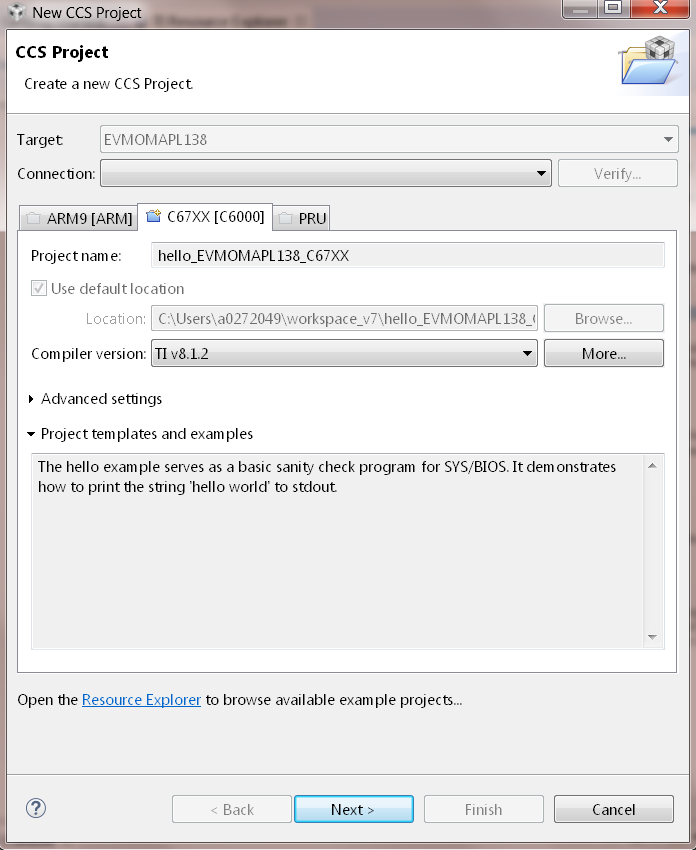 New CCS Project
CCS Project
Create a new CCS Project.
Target: EVMOMAPL138
Connection: Verify...
ARM9 [ARM] C67XX [C6000] PRU
Project name: hello_EVMOMAPL138_C67XX
Use default location
Location: C:\Users\a0272049\workspace_v7\hello_EVMOMAPL138_ Browse...
Compiler version: TI v8.1.2 More...
Advanced settings
Project templates and examples
The hello example serves as a basic sanity check program for SYS/BIOS. It demonstrates
how to print the string 'hello world' to stdout.
Open the Resource Explorer to browse available example projects...
? < Back Next > Finish Cancel